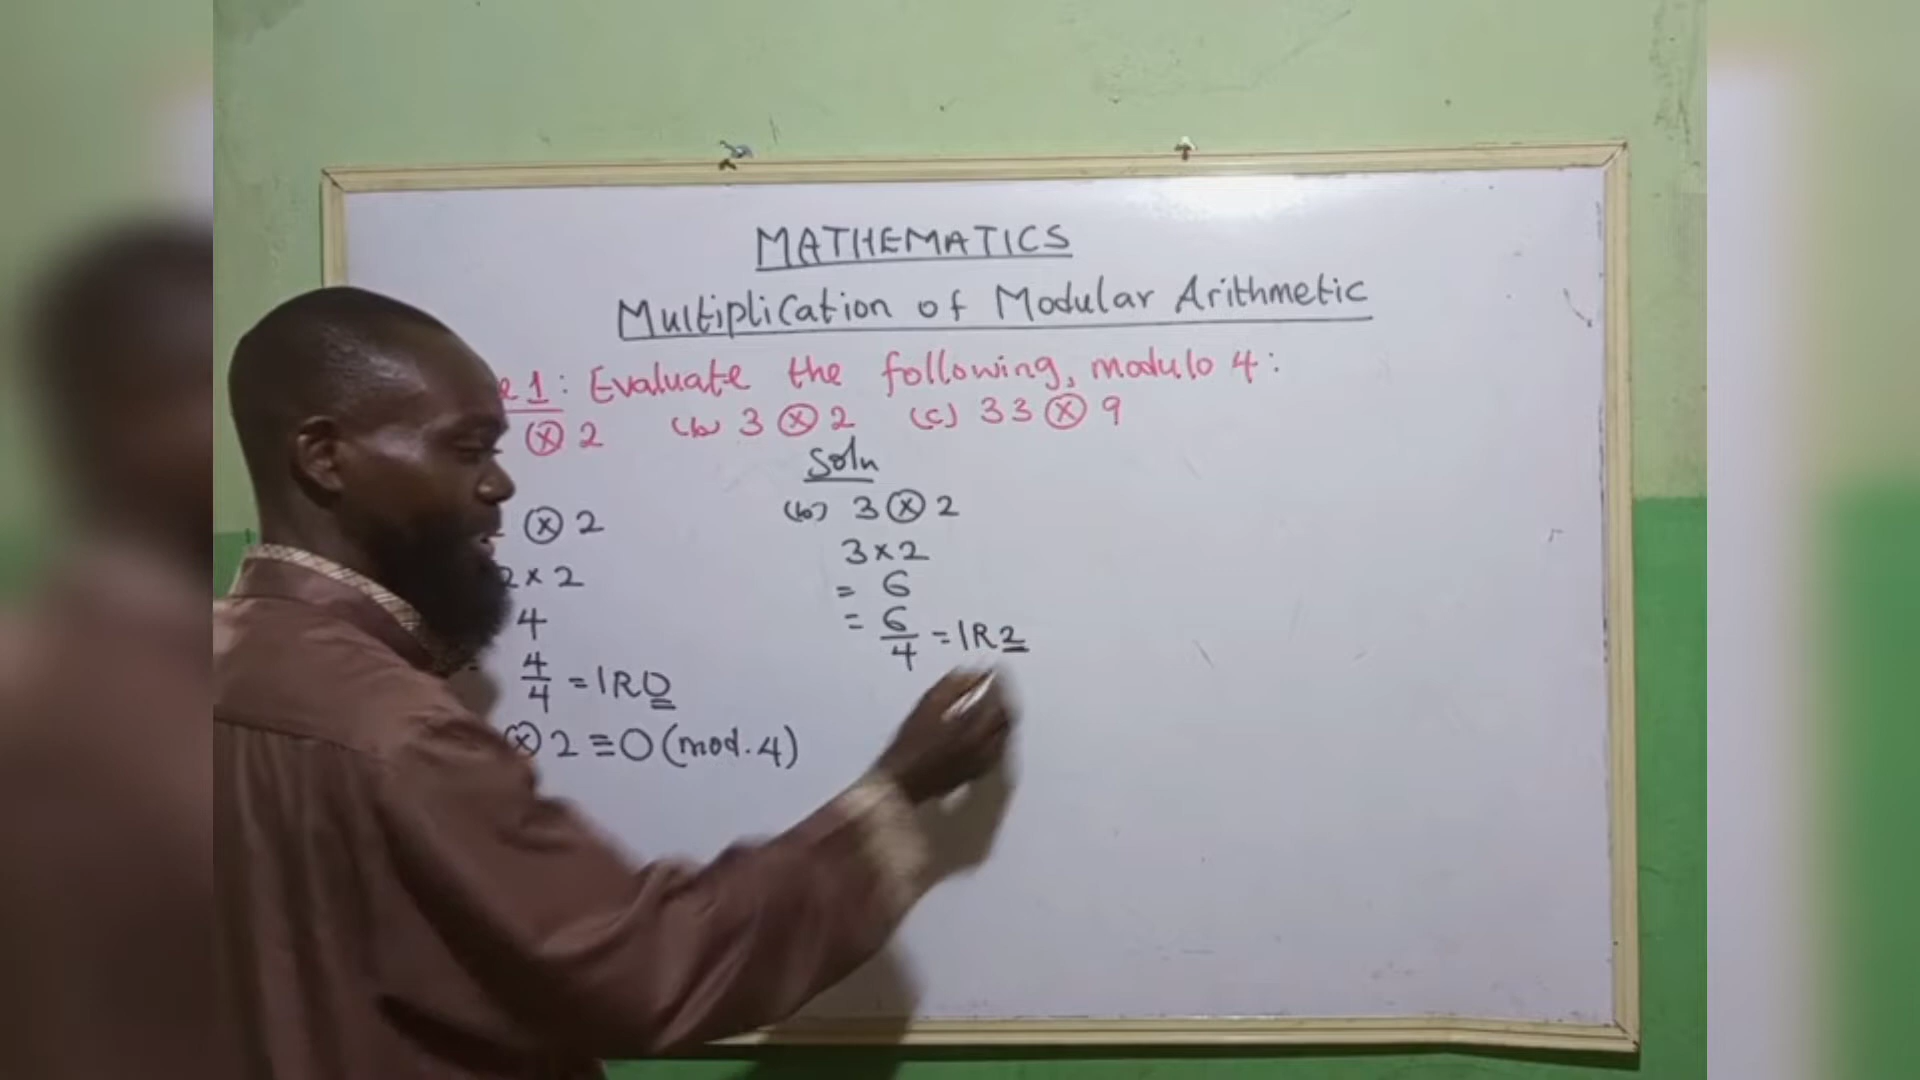 MATHEMATICS
Multiplication of Modular Arithmetic
e 1: Evaluate the following, modulo 4:
ⓧ 2 (b) 3 ⓧ 2 (c) 33 ⓧ 9
Soln
ⓧ 2
2 x 2
4
4/4 = 1R0
ⓧ 2 ≡ 0 (mod. 4)
(b) 3 ⓧ 2
3 x 2
= 6
= 6/4 = 1R2